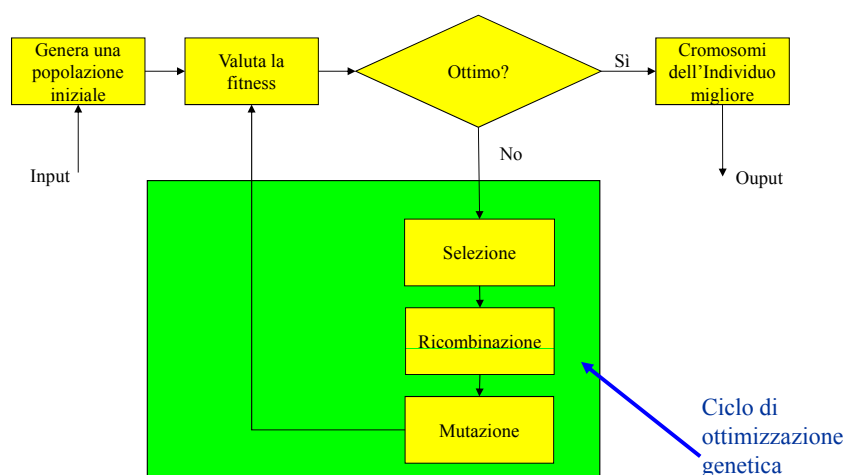 Genera una
popolazione
iniziale
Valuta la
fitness
Ottimo?
Sì
Cromosomi
dell’Individuo
migliore
Input
No
Ouput
Selezione
Ricombinazione
Mutazione
Ciclo di
ottimizzazione
genetica